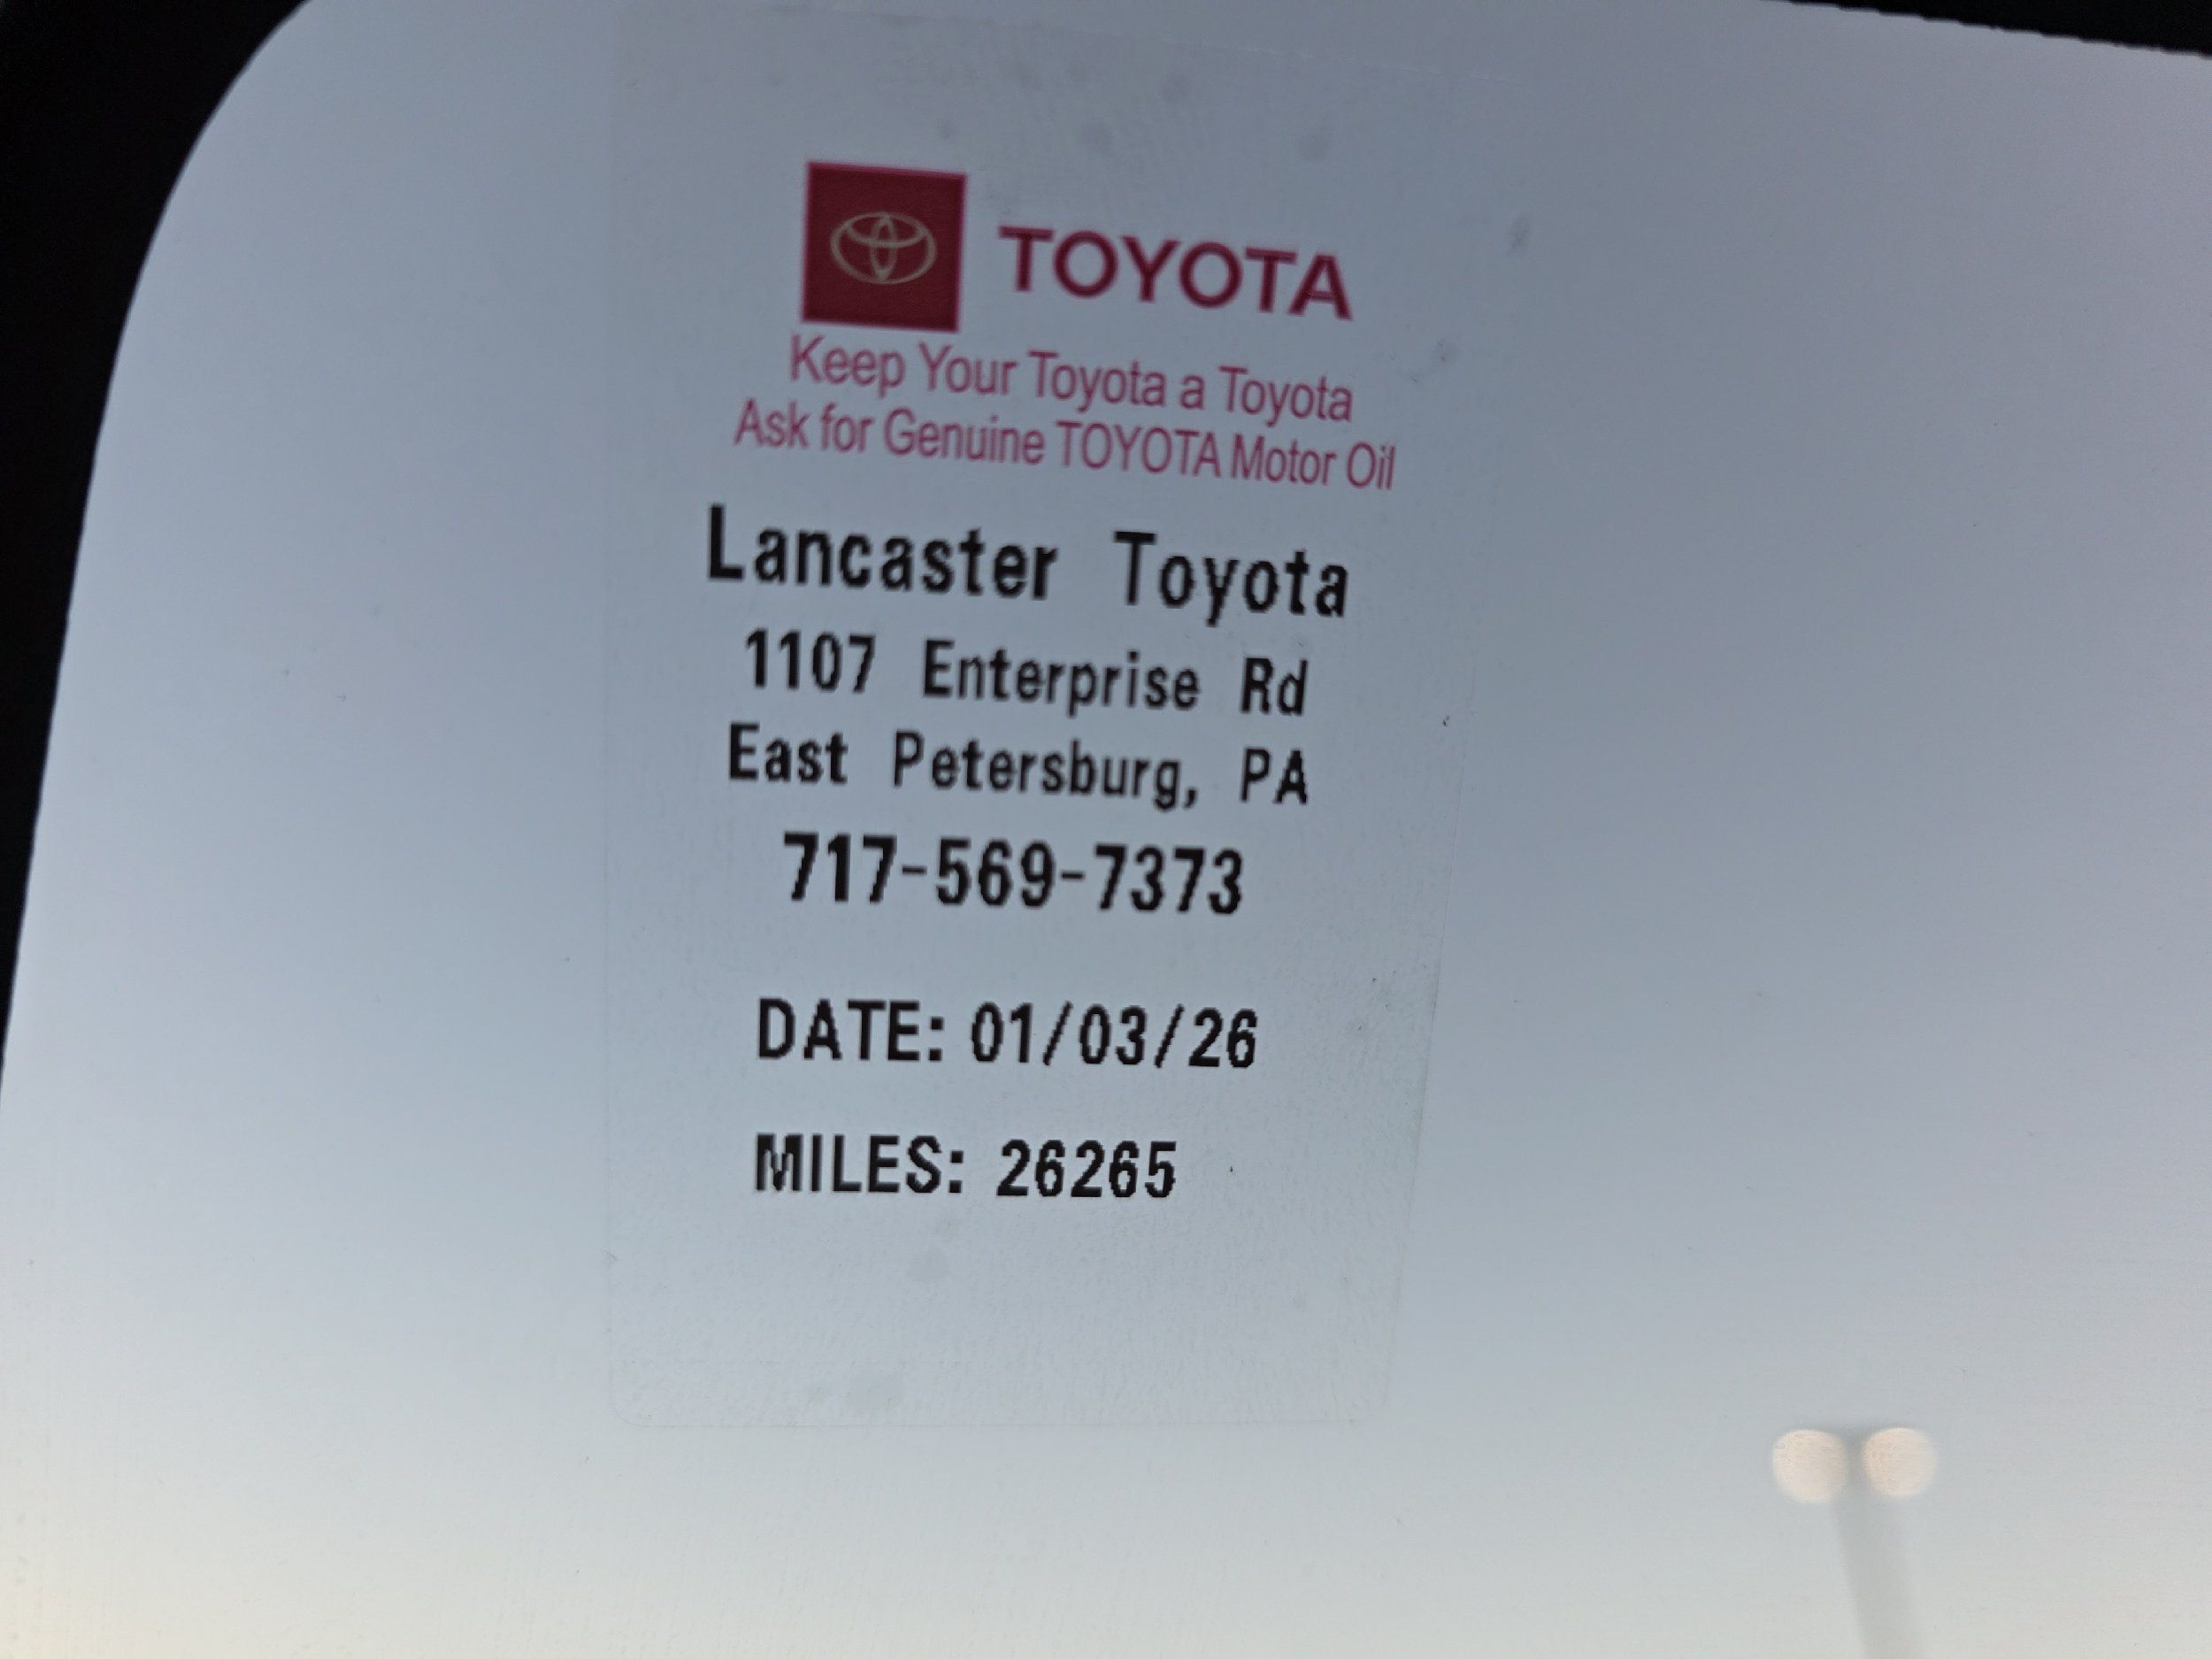 TOYOTA
Keep Your Toyota a Toyota
Ask for Genuine TOYOTA Motor Oil
Lancaster Toyota
1107 Enterprise Rd
East Petersburg, PA
717-569-7373
DATE: 01/03/26
MILES: 26265